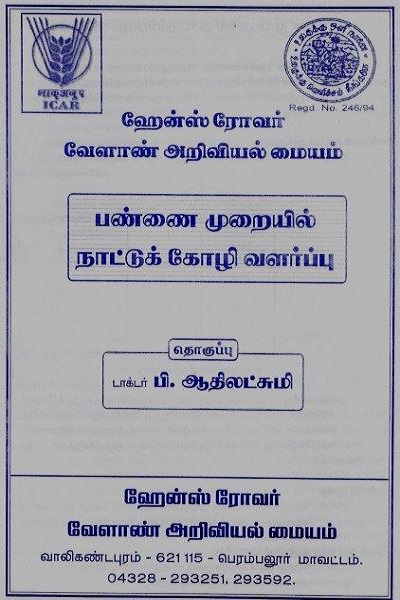 भाकृअनुप
ICAR
Regd. No. 246/94
ஹேன்ஸ் ரோவர்
வேளாண் அறிவியல் மையம்
பண்ணை முறையில்
நாட்டுக் கோழி வளர்ப்பு
தொகுப்பு
டாக்டர் பி. ஆதிலட்சுமி
ஹேன்ஸ் ரோவர்
வேளாண் அறிவியல் மையம்
வாலிகண்டபுரம் - 621 115 - பெரம்பலூர் மாவட்டம்.
04328 - 293251, 293592.